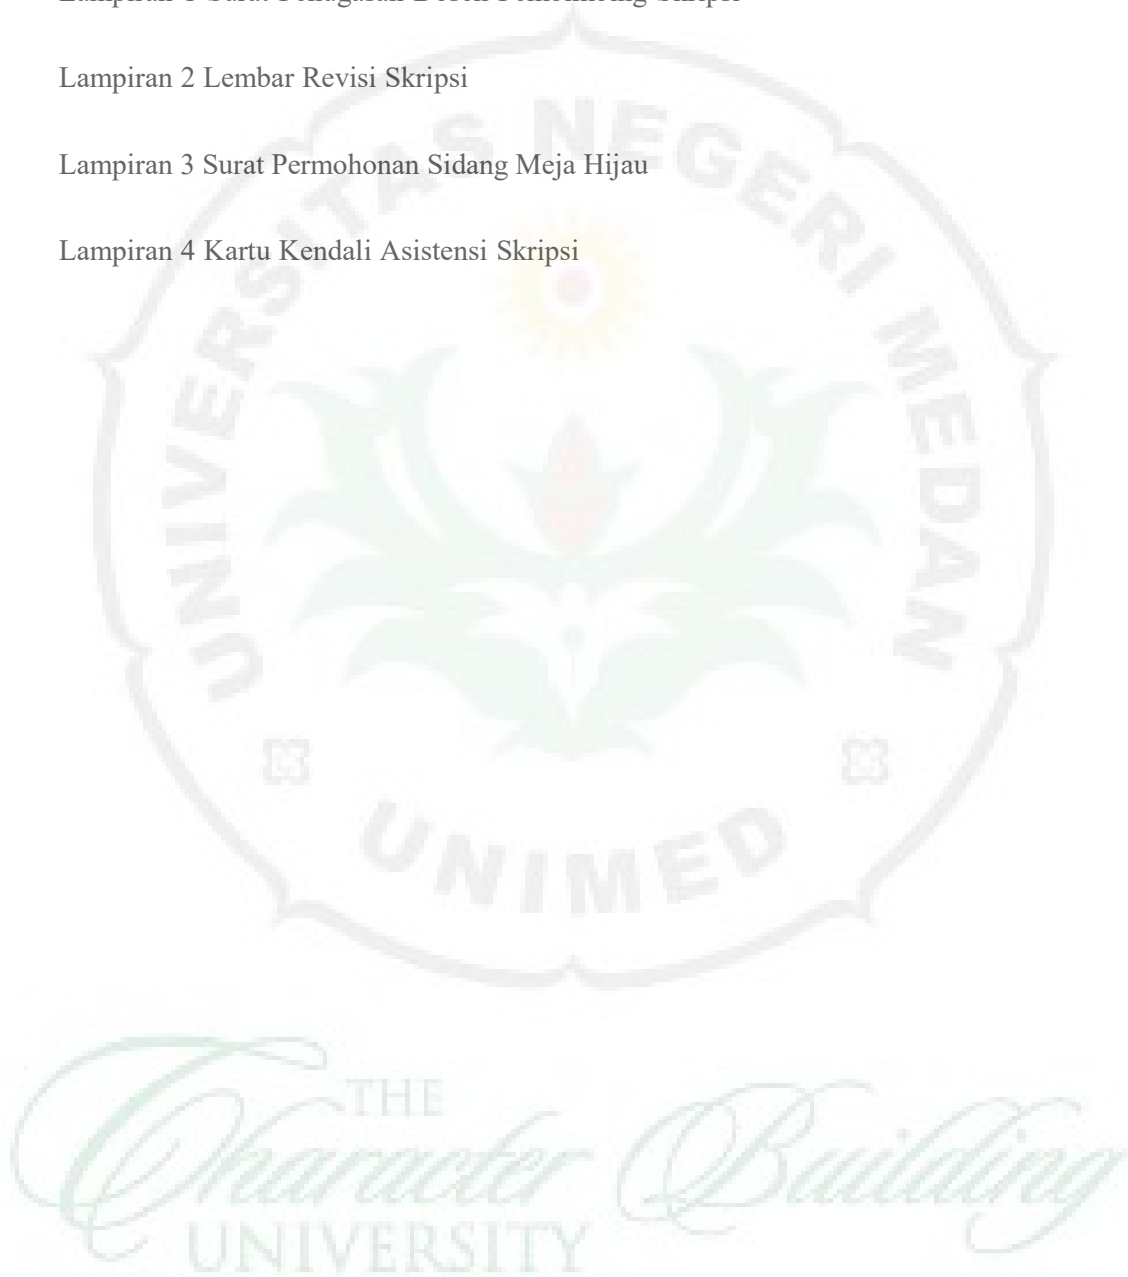 Lampiran 2 Lembar Revisi Skripsi
Lampiran 3 Surat Permohonan Sidang Meja Hijau
Lampiran 4 Kartu Kendali Asistensi Skripsi
UNIVERSITAS NEGERI MEDAN
UNIMED
THE
Character Building
UNIVERSITY